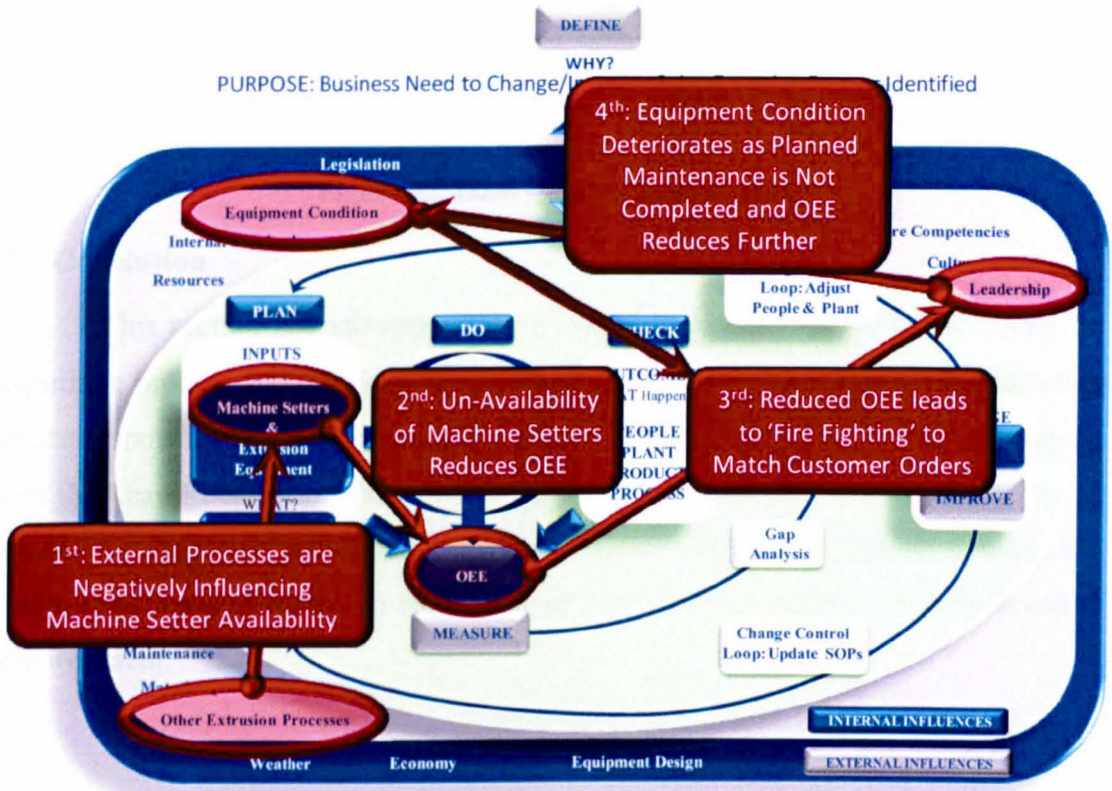 DEFINE
WHY?
PURPOSE: Business Need to Change/ Identified
4th: Equipment Condition
Deteriorates as Planned
Maintenance is Not
Completed and OEE
Reduces Further
Legislation
Equipment Condition
Resources
Competencies
Leadership
Loop: Adjust
People & Plant
PLAN
DO
CHECK
INPUTS
Machine Setters
&
Extrusion
Equipment
WHAT?
2nd: Un-Availability
of Machine Setters
Reduces OEE
PEOPLE
PLANT
PRODUCT
PROCESS
3rd: Reduced OEE leads
to 'Fire Fighting' to
Match Customer Orders
IMPROVE
1st: External Processes are
Negatively Influencing
Machine Setter Availability
OEE
Gap
Analysis
MEASURE
Change Control
Loop: Update SOPs
Maintenance
Other Extrusion Processes
INTERNAL INFLUENCES
Weather
Economy
Equipment Design
EXTERNAL INFLUENCES